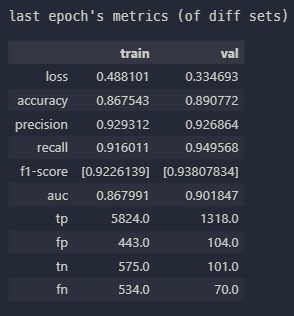 last epoch's metrics (of diff sets)
train val
loss 0.488101 0.334693
accuracy 0.867543 0.890772
precision 0.929312 0.926864
recall 0.916011 0.949568
f1-score [0.9226139] [0.93807834]
auc 0.867991 0.901847
tp 5824.0 1318.0
fp 443.0 104.0
tn 575.0 101.0
fn 534.0 70.0